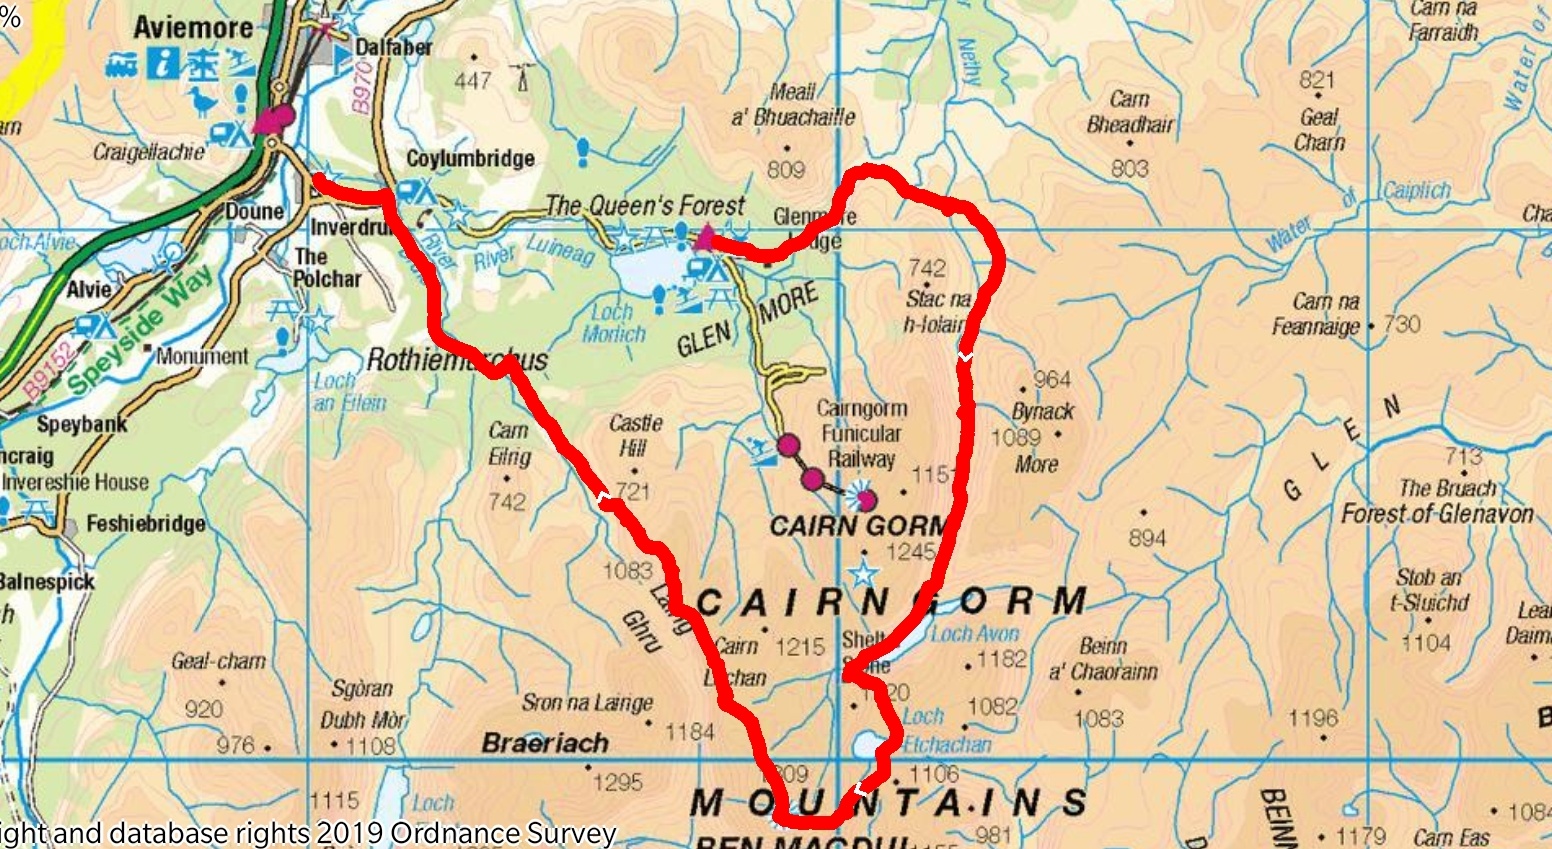 %
Aviemore
Dalfaber
B970
447
Nethy
Carn na
Farraidh
Water of
Meall
a' Bhuachaille
809
Carn
Bheadhair
803
821
Geal
Charn
Craigellachie
Coylumbridge
Doune
Inverdru
The Queen's Forest
Glenmore
Lodge
Water of Caiplich
Loch Alvie
The
Polchar
River
River Luineag
Alvie
Speyside Way
B9152
Monument
Loch
Morlich
GLEN MORE
742
Stac na
h-Iolair
Carn na
Feannaige
730
Rothiemurchus
Loch
an Eilein
Speybank
ncraig
Invereshie House
Feshiebridge
Balnespick
Carn
Eilrig
742
Castle
Hill
721
Cairngorm
Funicular
Railway
1151
CAIRN GORM
1245
964
Bynack
1089
More
GLEN
713
The Bruach
Forest of Glenavon
894
1083
Lairig
Ghru
CAIRNGORM
Stob an
t-Sluichd
1104
Geal-charn
920
976
Sgòran
Dubh Mòr
1108
Cairn
Lochan
1215
Shelt
Stone
Loch Avon
1182
Beinn
a' Chaorainn
1083
1082
Sron na Lairige
1184
Braeriach
1295
Loch
Etchachan
1106
1196
MOUNTAINS
BEN MACDUI
981
1115
Loch
BEINN
1179
Carn Eas
1084
ight and database rights 2019 Ordnance Survey